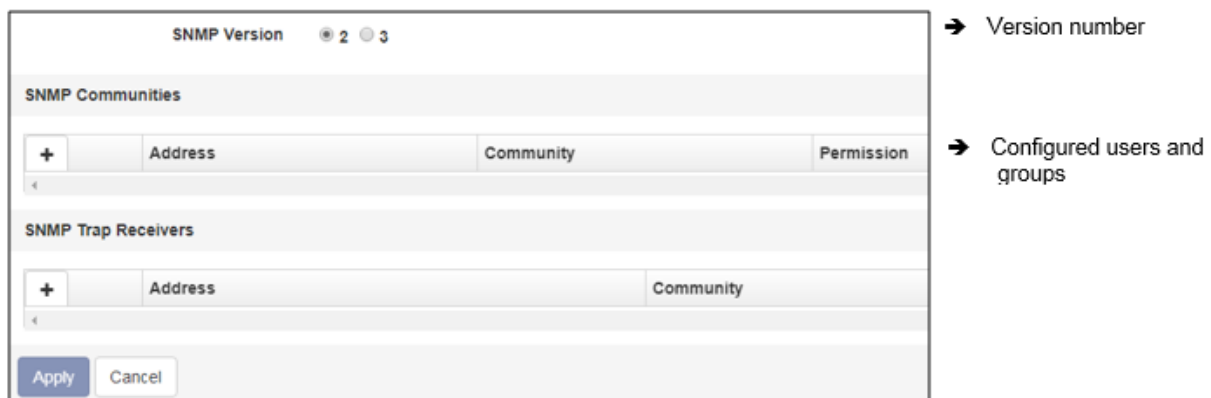 SNMP Version 2 3
➔ Version number
SNMP Communities
+ Address Community Permission
➔ Configured users and
groups
SNMP Trap Receivers
+ Address Community
Apply Cancel